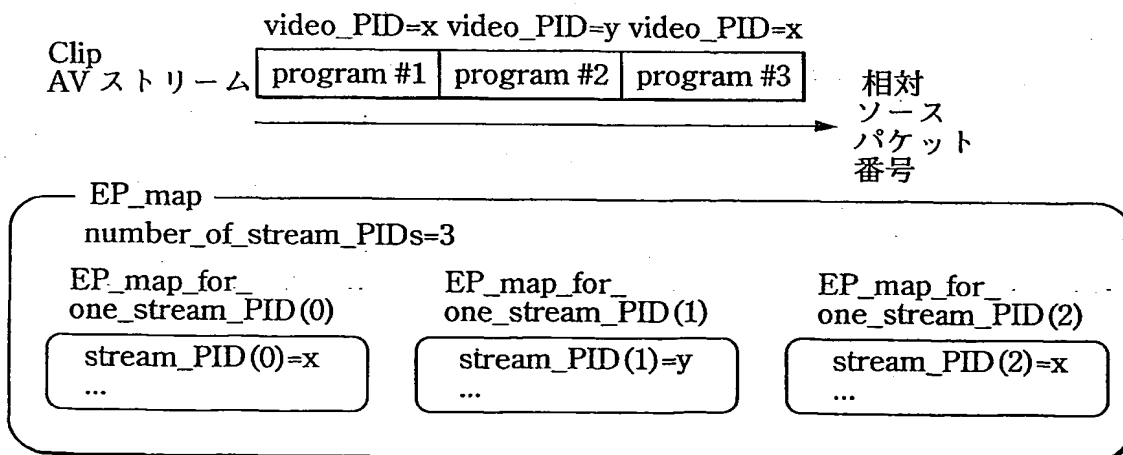 video_PID=x video_PID=y video_PID=x
Clip
AVストリーム
program #1 program #2 program #3
相対
ソース
パケット
番号
EP_map
number_of_stream_PIDs=3
EP_map_for_
one_stream_PID(0)
stream_PID(0)=x
...
EP_map_for_
one_stream_PID(1)
stream_PID(1)=y
...
EP_map_for_
one_stream_PID(2)
stream_PID(2)=x
...